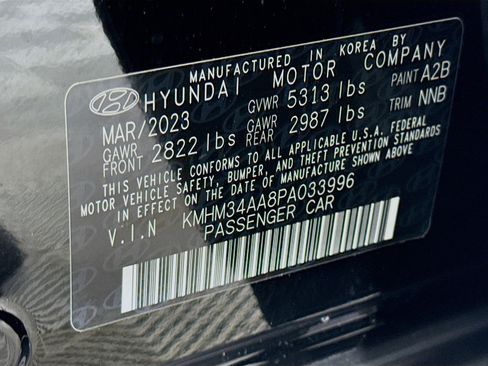 MANUFACTURED IN KOREA BY
HYUNDAI MOTOR COMPANY
MAR/2023 GVWR 5313 lbs PAINT A2B
GAWR FRONT 2822 lbs GAWR REAR 2987 lbs TRIM NNB
THIS VEHICLE CONFORMS TO ALL APPLICABLE U.S.A. FEDERAL
MOTOR VEHICLE SAFETY, BUMPER, AND THEFT PREVENTION STANDARDS
IN EFFECT ON THE DATE OF MANUFACTURE SHOWN ABOVE
V.I.N KMHM34AA8PA033996
PASSENGER CAR